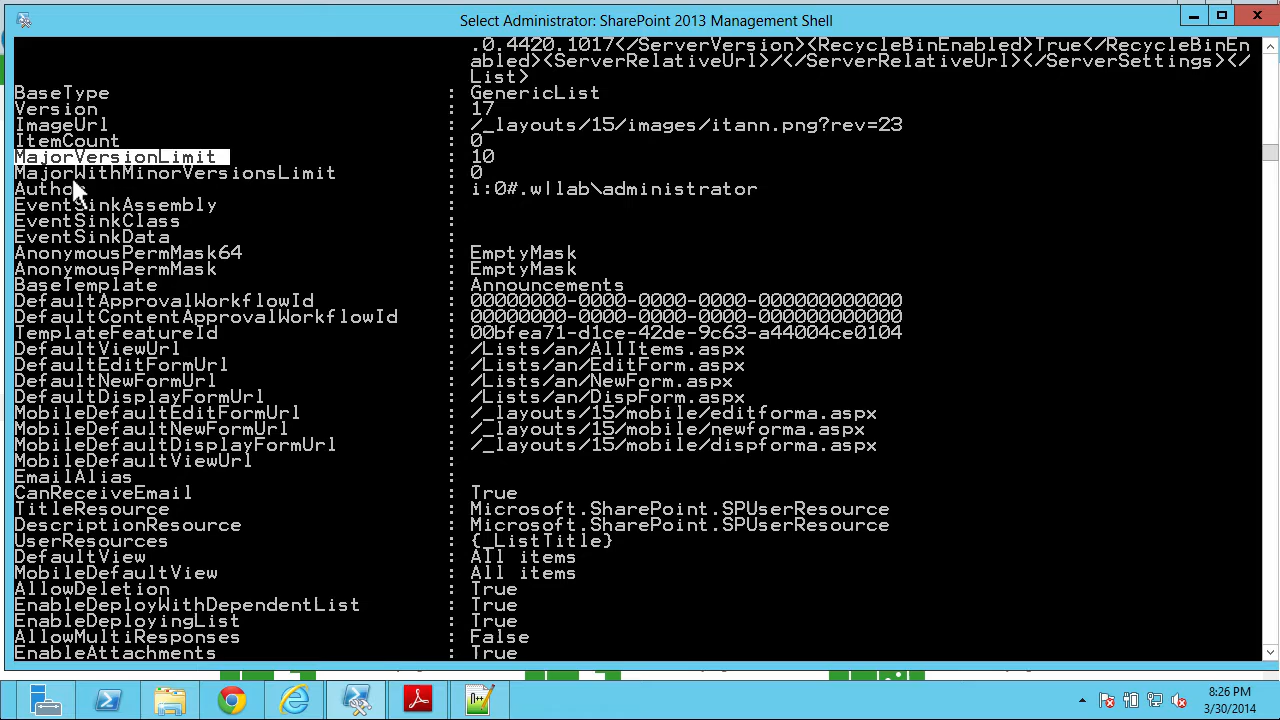 Select Administrator: SharePoint 2013 Management Shell
.0.4420.1017</ServerVersion><RecycleBinEnabled>True</RecycleBinEn
abled><ServerRelativeUrl>/</ServerRelativeUrl></ServerSettings></
List>
BaseType : GenericList
Version : 17
ImageUrl : /_layouts/15/images/itann.png?rev=23
ItemCount : 0
MajorVersionLimit : 10
MajorWithMinorVersionsLimit : 0
Author : i:0#.w|lab\administrator
EventSinkAssembly :
EventSinkClass :
EventSinkData :
AnonymousPermMask64 : EmptyMask
AnonymousPermMask : EmptyMask
BaseTemplate : Announcements
DefaultApprovalWorkflowId : 00000000-0000-0000-0000-000000000000
DefaultContentApprovalWorkflowId : 00000000-0000-0000-0000-000000000000
TemplateFeatureId : 00bfea71-d1ce-42de-9c63-a44004ce0104
DefaultViewUrl : /Lists/an/AllItems.aspx
DefaultEditFormUrl : /Lists/an/EditForm.aspx
DefaultNewFormUrl : /Lists/an/NewForm.aspx
DefaultDisplayFormUrl : /Lists/an/DispForm.aspx
MobileDefaultEditFormUrl : /_layouts/15/mobile/editforma.aspx
MobileDefaultNewFormUrl : /_layouts/15/mobile/newforma.aspx
MobileDefaultDisplayFormUrl : /_layouts/15/mobile/dispforma.aspx
MobileDefaultViewUrl :
EmailAlias :
CanReceiveEmail : True
TitleResource : Microsoft.SharePoint.SPUserResource
DescriptionResource : Microsoft.SharePoint.SPUserResource
UserResources : {_ListTitle}
DefaultView : All items
MobileDefaultView : All items
AllowDeletion : True
EnableDeployWithDependentList : True
EnableDeployingList : True
AllowMultiResponses : False
EnableAttachments : True
8:26 PM
3/30/2014